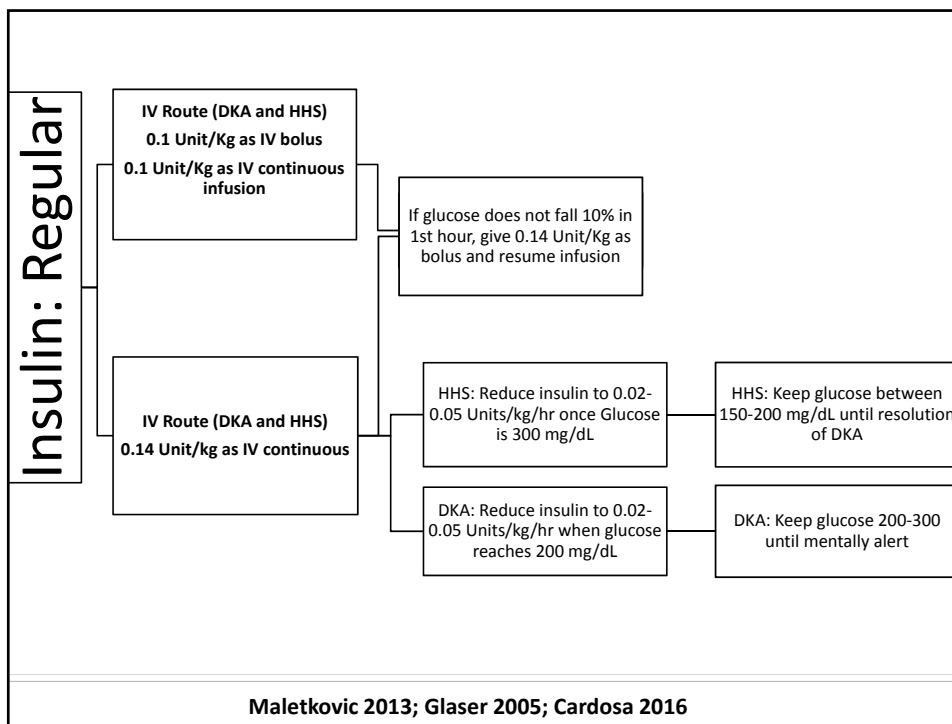 Insulin: Regular
IV Route (DKA and HHS)
0.1 Unit/Kg as IV bolus
0.1 Unit/Kg as IV continuous
infusion
If glucose does not fall 10% in
1st hour, give 0.14 Unit/Kg as
bolus and resume infusion
IV Route (DKA and HHS)
0.14 Unit/kg as IV continuous
HHS: Reduce insulin to 0.02-
0.05 Units/kg/hr once Glucose
is 300 mg/dL
HHS: Keep glucose between
150-200 mg/dL until resolution
of DKA
DKA: Reduce insulin to 0.02-
0.05 Units/kg/hr when glucose
reaches 200 mg/dL
DKA: Keep glucose 200-300
until mentally alert
Maletkovic 2013; Glaser 2005; Cardosa 2016